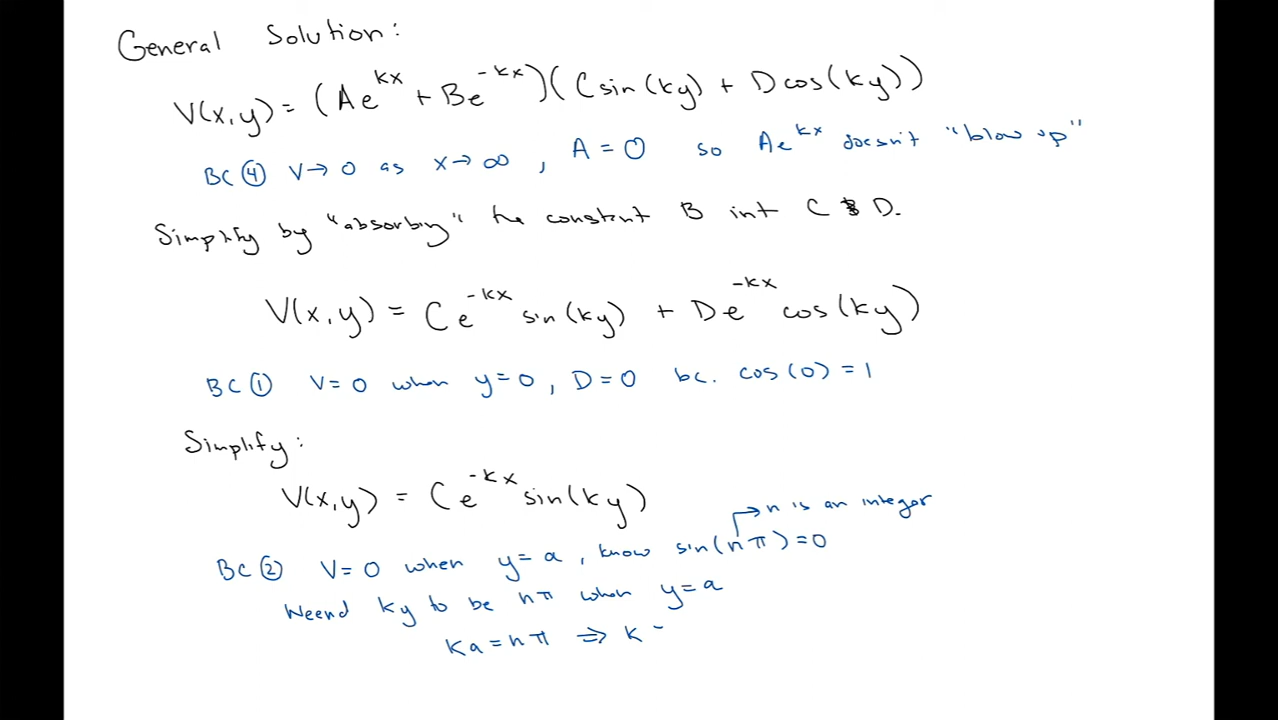 General Solution:
V(x,y) = (Ae^{kx} + Be^{-kx})(Csin(ky) + Dcos(ky))
BC ④ V→0 as x→∞, A = 0 so Ae^{kx} doesn't "blow up"
Simplify by "absorbing" the constant B int C & D.
V(x,y) = Ce^{-kx} sin(ky) + De^{-kx} cos(ky)
BC ① V=0 when y=0, D=0 bc. cos(0)=1
Simplify:
V(x,y) = Ce^{-kx} sin(ky)
→ n is an integer
BC ② V=0 when y=a, know sin(nπ)=0
Weend ky to be nπ when y=a
ka=nπ ⇒ k -